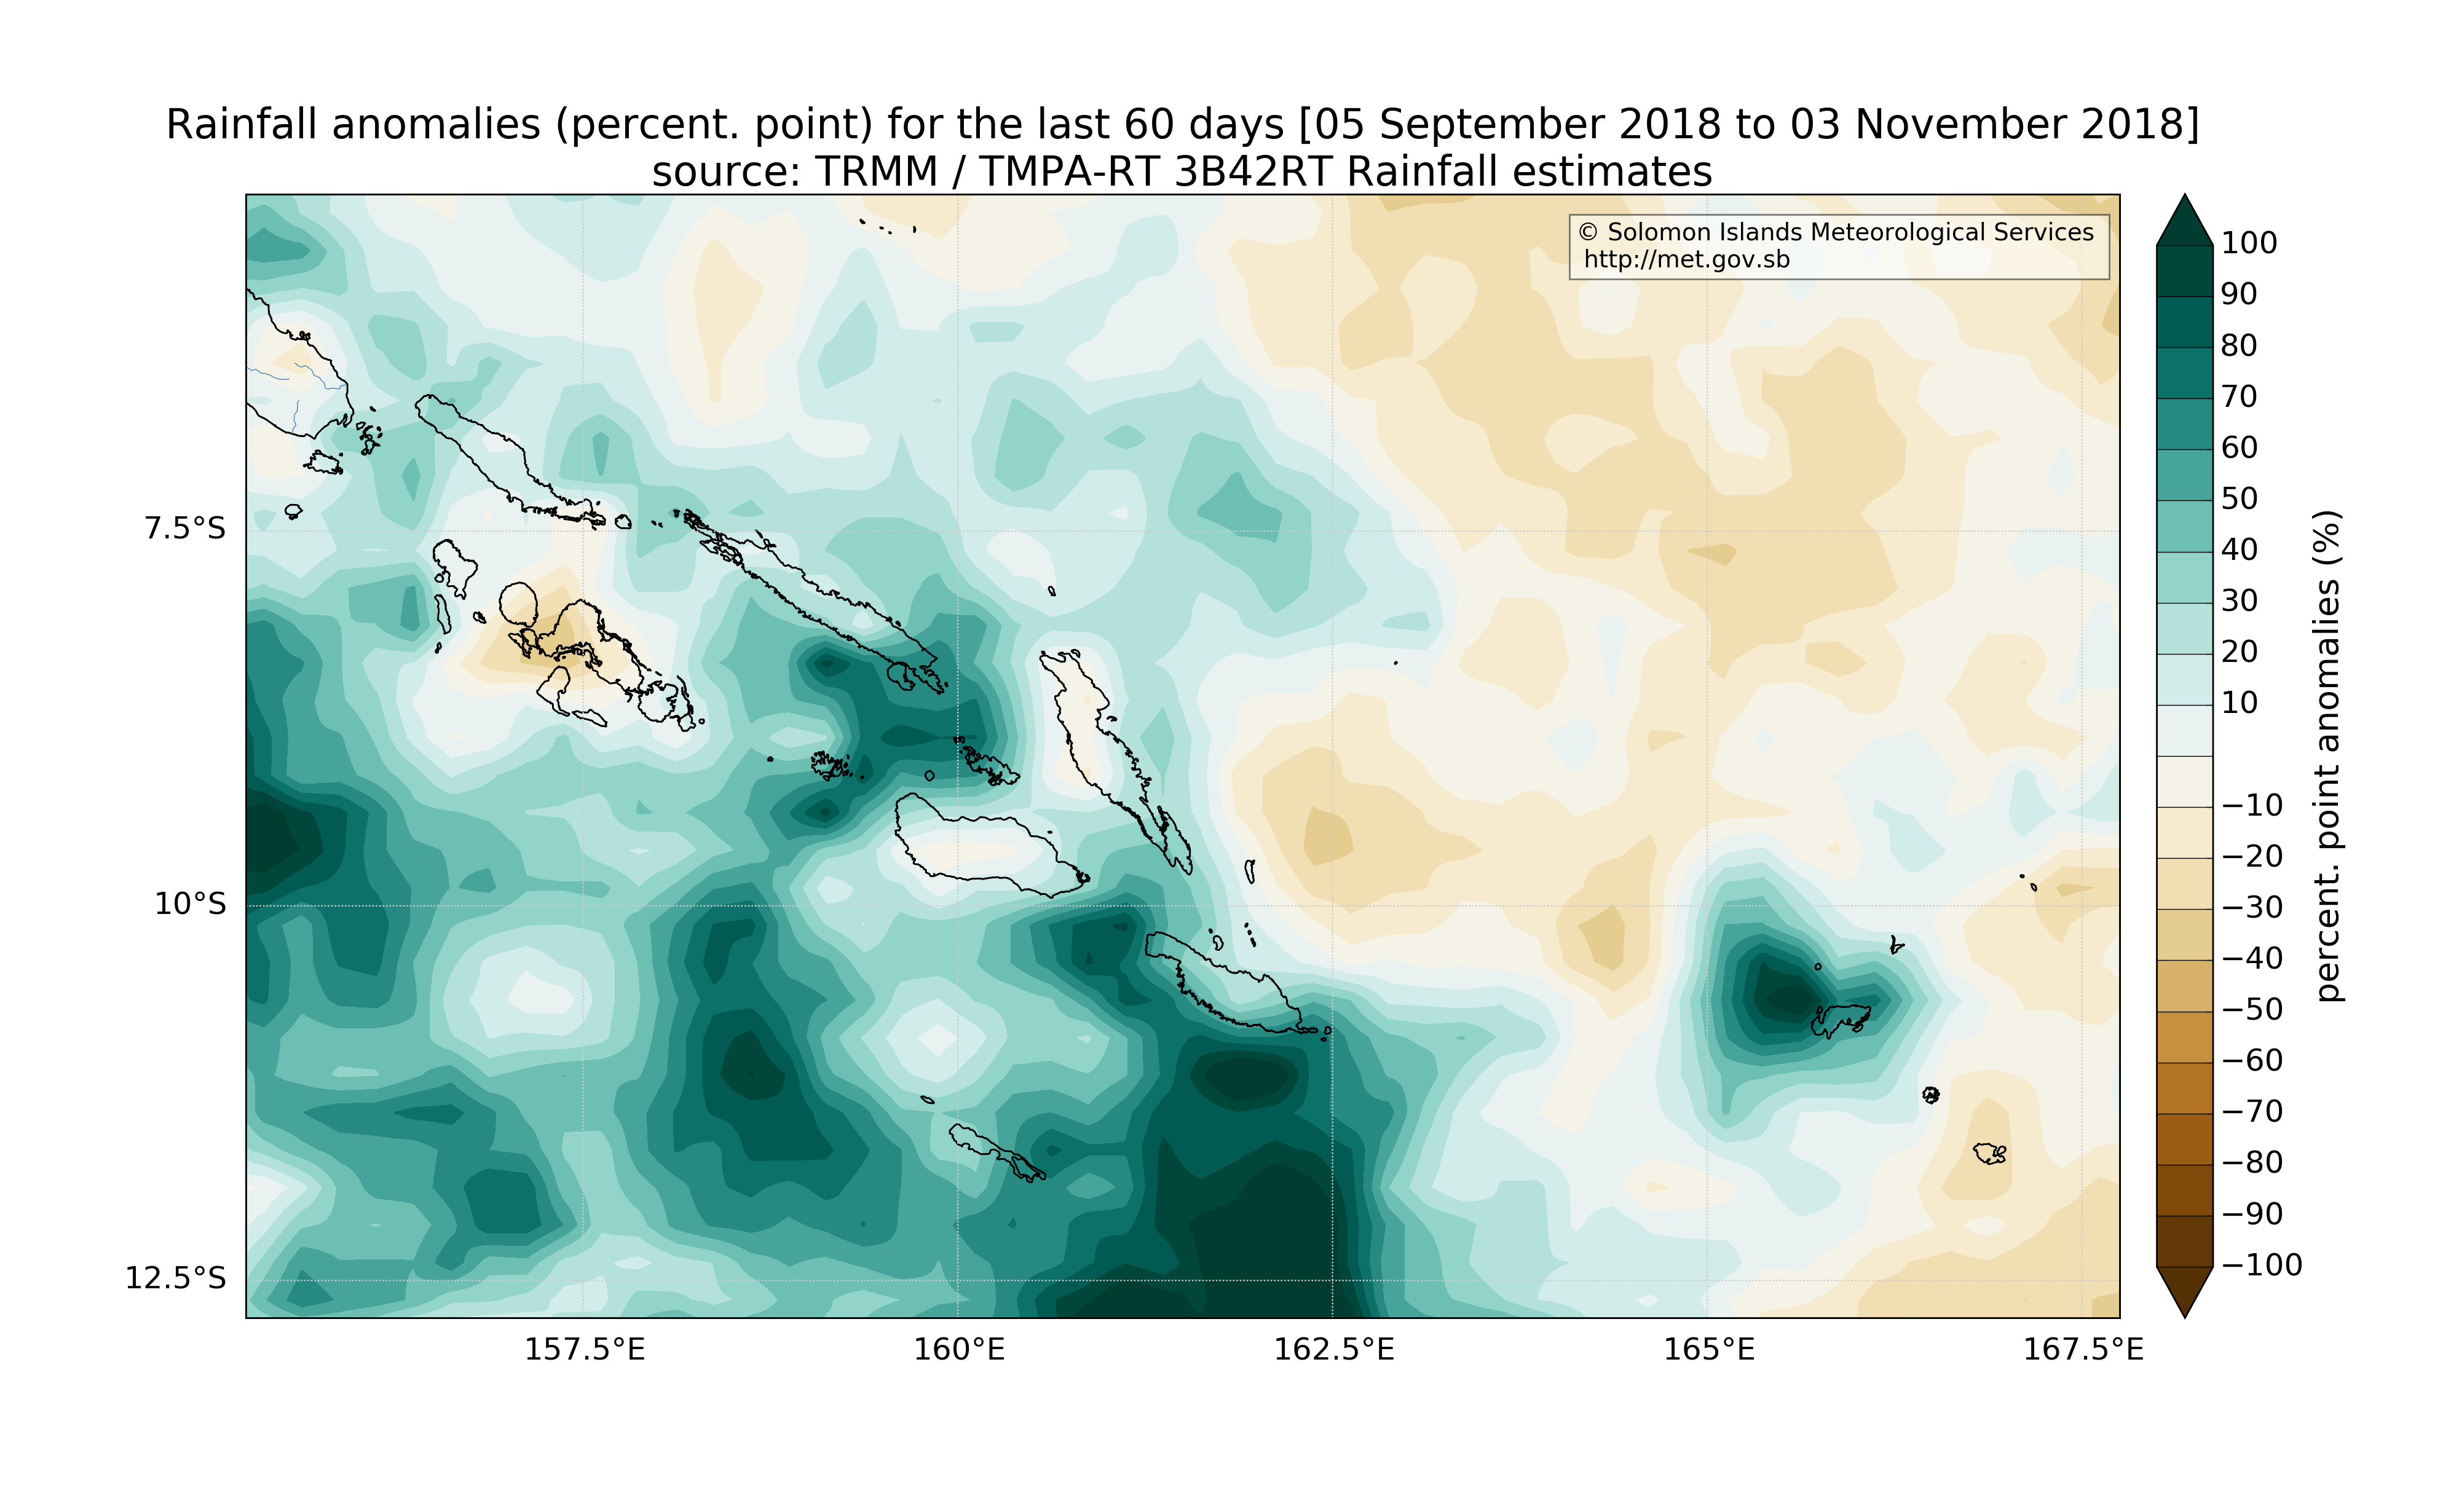 Rainfall anomalies (percent. point) for the last 60 days [05 September 2018 to 03 November 2018]
source: TRMM / TMPA-RT 3B42RT Rainfall estimates
© Solomon Islands Meteorological Services
http://met.gov.sb
7.5°S
10°S
12.5°S
157.5°E
160°E
162.5°E
165°E
167.5°E
100
90
80
70
60
50
40
30
20
10
−10
−20
−30
−40
−50
−60
−70
−80
−90
−100
percent. point anomalies (%)